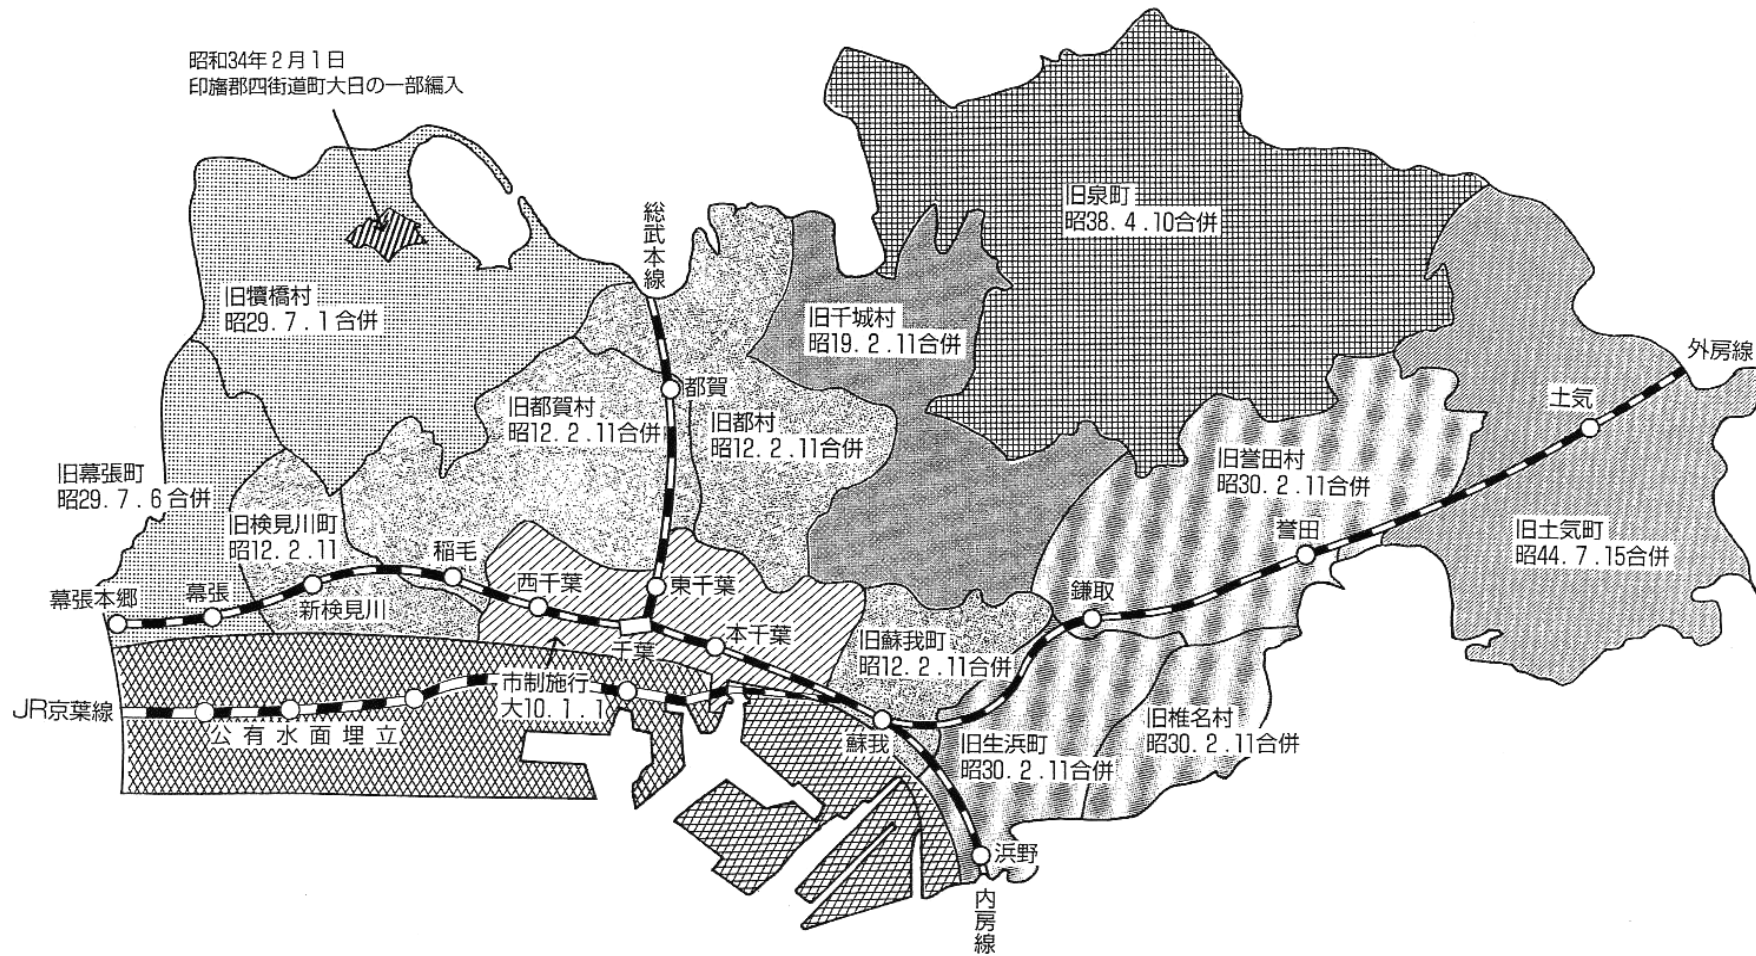 昭和34年2月1日
印旛郡四街道町大日の一部編入
総武本線
旧泉町
昭38.4.10合併
旧犢橋村
昭29.7.1合併
旧千城村
昭19.2.11合併
外房線
都賀
土気
旧都賀村
昭12.2.11合併
旧都村
昭12.2.11合併
旧幕張町
昭29.7.6合併
旧誉田村
昭30.2.11合併
旧検見川町
昭12.2.11
旧土気町
昭44.7.15合併
誉田
稲毛
西千葉
東千葉
鎌取
幕張本郷
幕張
新検見川
千葉
本千葉
旧蘇我町
昭12.2.11合併
市制施行
大10.1.1
JR京葉線
公有水面埋立
蘇我
旧生浜町
昭30.2.11合併
旧椎名村
昭30.2.11合併
浜野
内房線